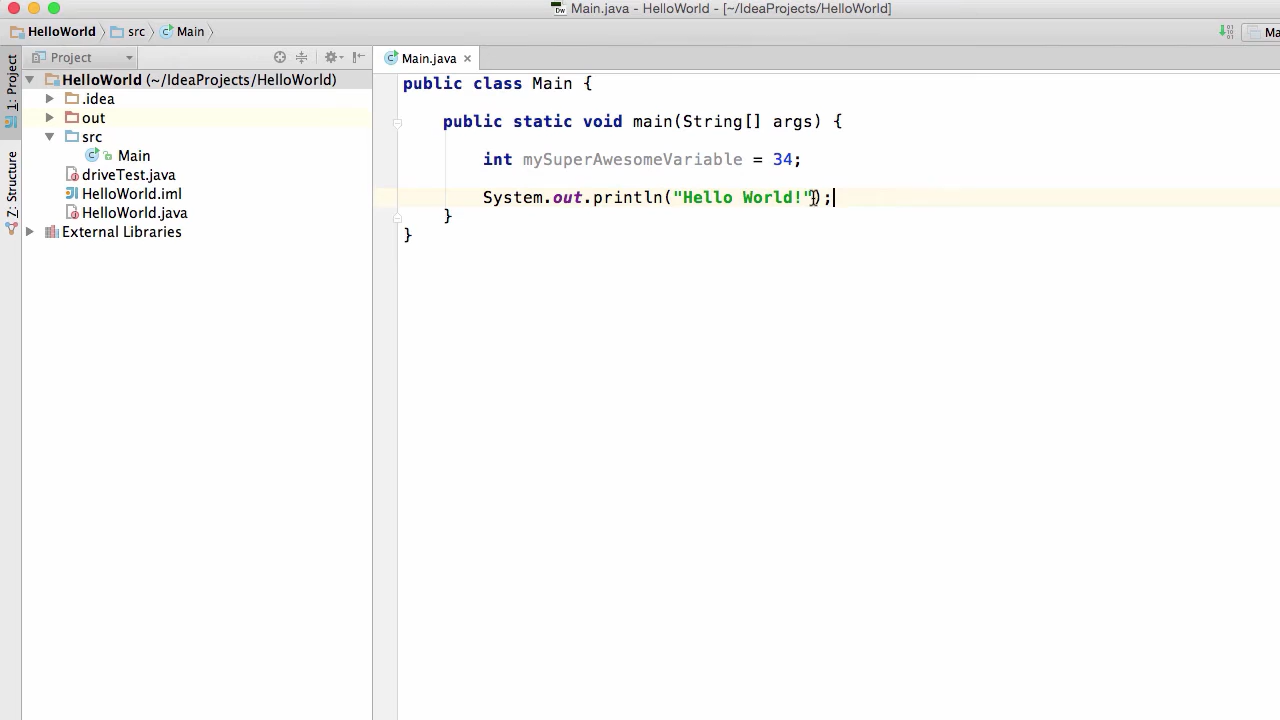 Main.java - HelloWorld - [~/IdeaProjects/HelloWorld]
HelloWorld src Main
Ma
1: Project
Z: Structure
Project
Main.java
HelloWorld (~/IdeaProjects/HelloWorld)
.idea
out
src
Main
driveTest.java
HelloWorld.iml
HelloWorld.java
External Libraries
public class Main {
public static void main(String[] args) {
int mySuperAwesomeVariable = 34;
System.out.println("Hello World!");
}
}